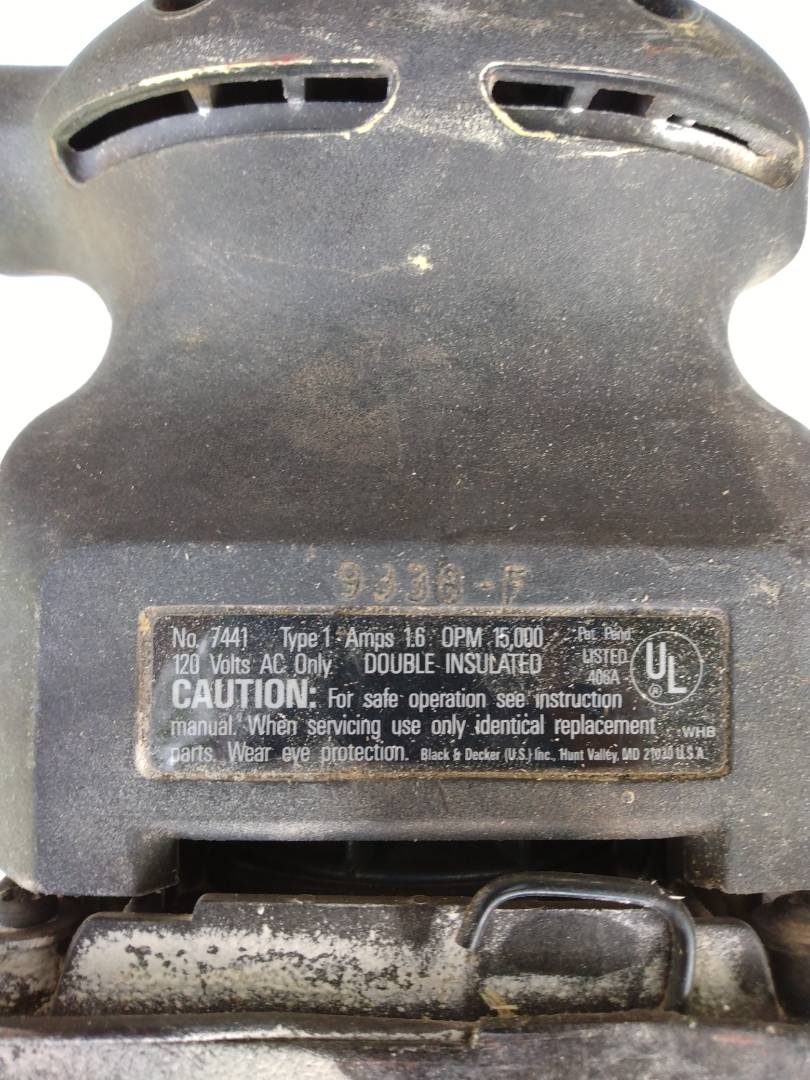 9338-F
No. 7441 Type 1 Amps 1.6 OPM 15,000 Pat. Pend.
120 Volts AC Only DOUBLE INSULATED LISTED 406A UL ®
CAUTION: For safe operation see instruction
manual. When servicing use only identical replacement WHB
parts. Wear eye protection. Black & Decker (U.S.) Inc., Hunt Valley, MD 21030 U.S.A.